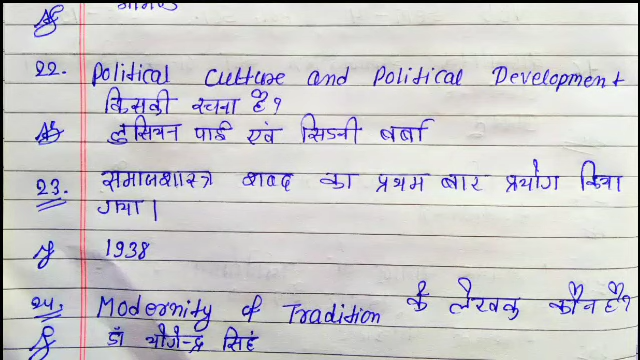 22. Political Culture and Political Development
किसकी रचना है?
लुसियन पाई एवं सिडनी बर्बा
23. समाजशास्त्र शब्द का प्रथम बार प्रयोग किया
गया।
1938
24. Modernity of Tradition के लेखक कौन है?
डॉ योगेन्द्र सिहं